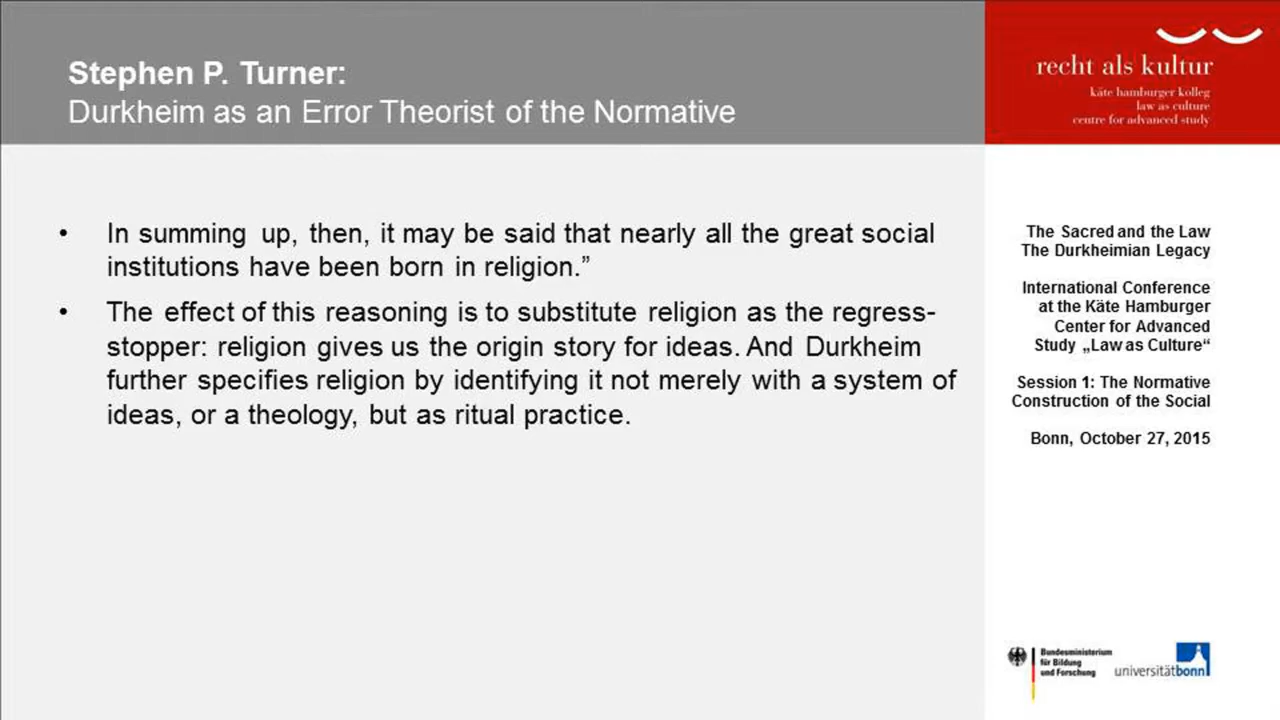 Stephen P. Turner:
Durkheim as an Error Theorist of the Normative
recht als kultur
käte hamburger kolleg
law as culture
centre for advanced study
• In summing up, then, it may be said that nearly all the great social
institutions have been born in religion.”
• The effect of this reasoning is to substitute religion as the regress-
stopper: religion gives us the origin story for ideas. And Durkheim
further specifies religion by identifying it not merely with a system of
ideas, or a theology, but as ritual practice.
The Sacred and the Law
The Durkheimian Legacy
International Conference
at the Käte Hamburger
Center for Advanced
Study „Law as Culture“
Session 1: The Normative
Construction of the Social
Bonn, October 27, 2015
Bundesministerium
für Bildung
und Forschung
universitätbonn